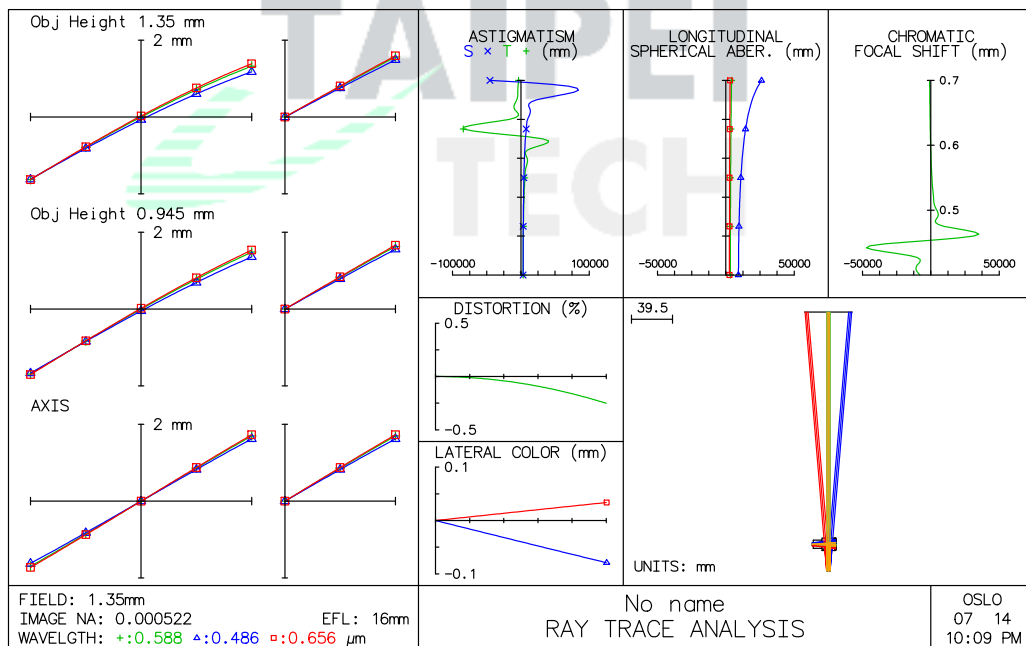 TAIPEI
TECH
Obj Height 1.35 mm
2 mm
Obj Height 0.945 mm
2 mm
AXIS
2 mm
ASTIGMATISM
S × T + (mm)
-100000 100000
LONGITUDINAL
SPHERICAL ABER. (mm)
-50000 50000
CHROMATIC
FOCAL SHIFT (mm)
0.7
0.6
0.5
-50000 50000
DISTORTION (%)
0.5
-0.5
LATERAL COLOR (mm)
0.1
-0.1
39.5
UNITS: mm
FIELD: 1.35mm
IMAGE NA: 0.000522 EFL: 16mm
WAVELGTH: +:0.588 △:0.486 □:0.656 µm
No name
RAY TRACE ANALYSIS
OSLO
07 14
10:09 PM